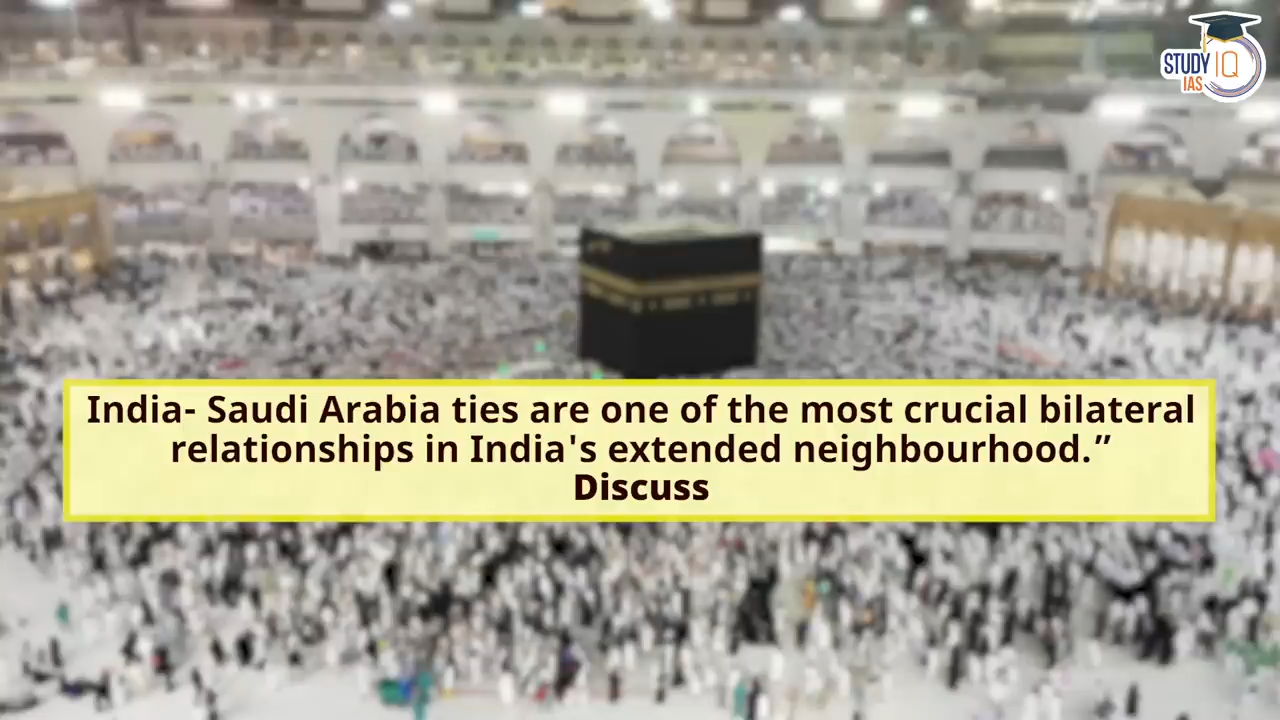 STUDY IQ
IAS
India- Saudi Arabia ties are one of the most crucial bilateral
relationships in India's extended neighbourhood.”
Discuss